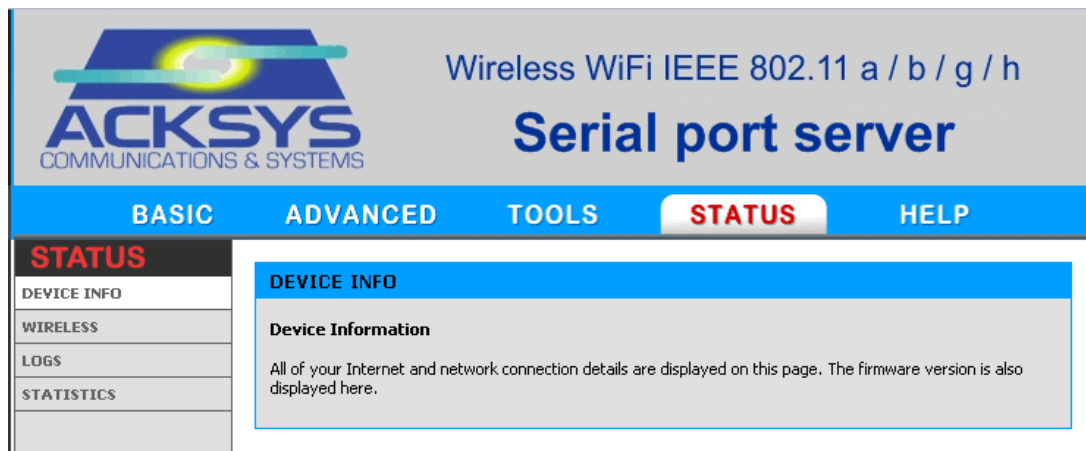 Wireless WiFi IEEE 802.11 a / b / g / h
ACKSYS
COMMUNICATIONS & SYSTEMS
Serial port server
BASIC ADVANCED TOOLS STATUS HELP
STATUS
DEVICE INFO
WIRELESS
LOGS
STATISTICS
DEVICE INFO
Device Information
All of your Internet and network connection details are displayed on this page. The firmware version is also
displayed here.